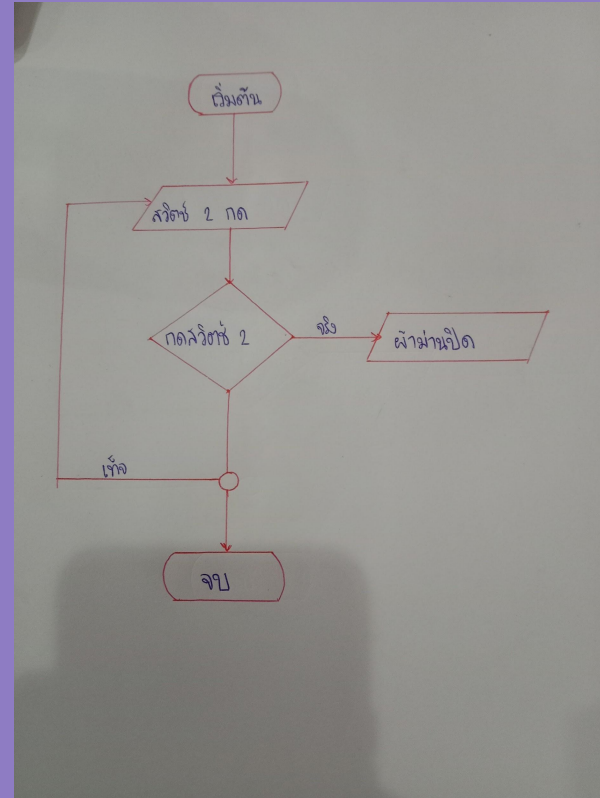 เริ่มต้น
สวิตช์ 2 กด
กดสวิตช์ 2
จริง
ผ้าม่านปิด
เท็จ
จบ